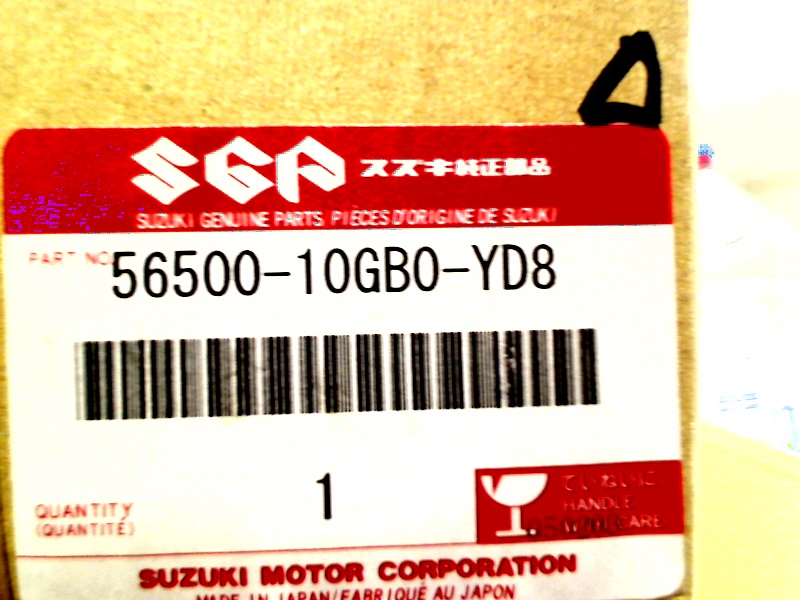 SGP スズキ純正部品
SUZUKI GENUINE PARTS PIÈCES D'ORIGINE DE SUZUKI
PART NO. 56500-10GB0-YD8
1
QUANTITY
(QUANTITÉ)
ていねいに
HANDLE
WITH CARE
SUZUKI MOTOR CORPORATION
MADE IN JAPAN/FABRIQUÉ AU JAPON